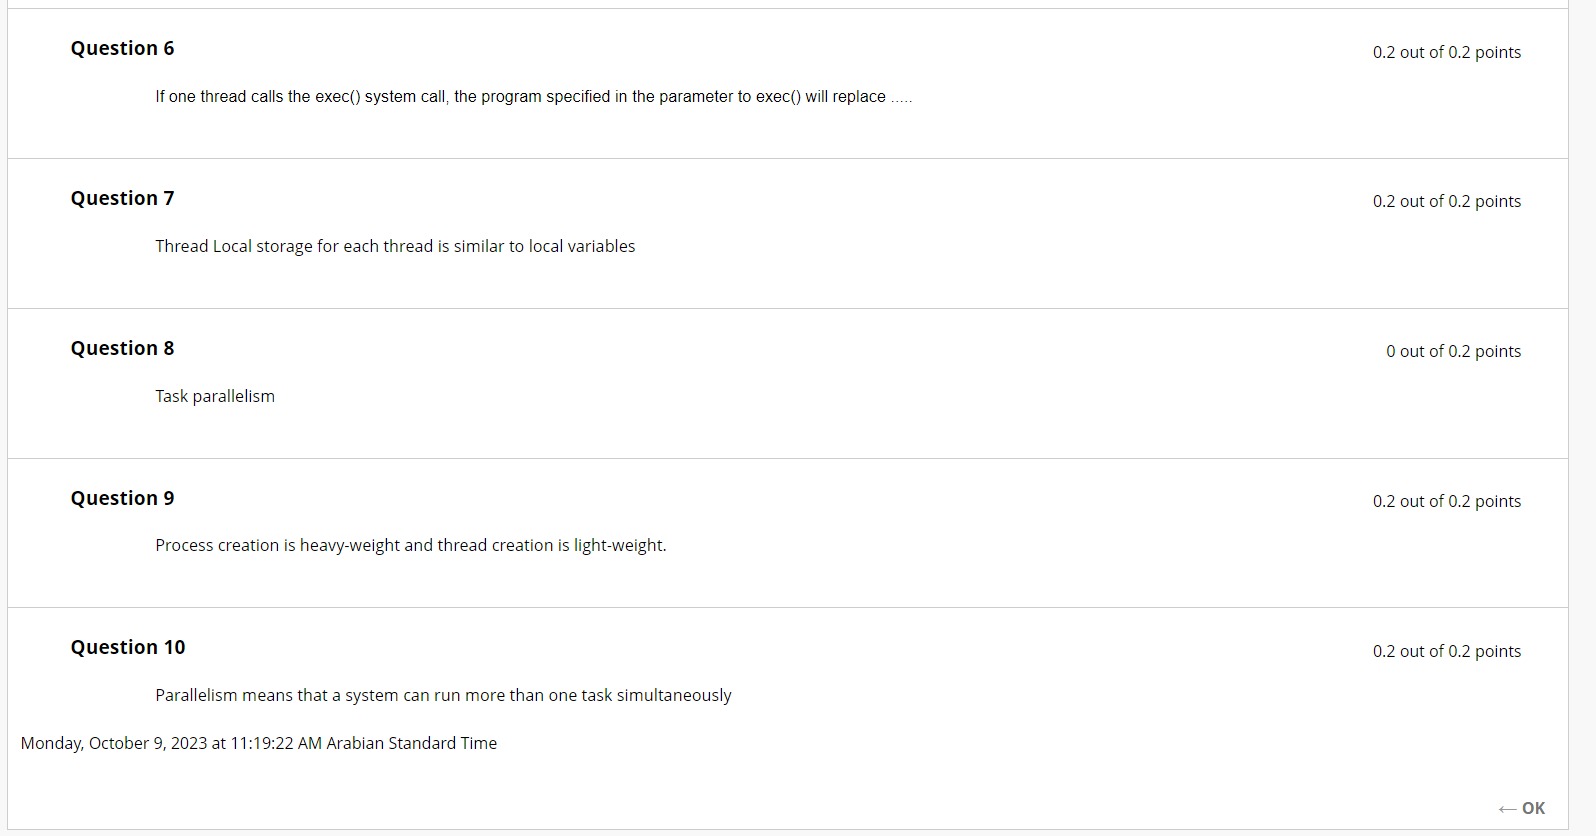 Question 6
0.2 out of 0.2 points
If one thread calls the exec() system call, the program specified in the parameter to exec() will replace .....
Question 7
0.2 out of 0.2 points
Thread Local storage for each thread is similar to local variables
Question 8
0 out of 0.2 points
Task parallelism
Question 9
0.2 out of 0.2 points
Process creation is heavy-weight and thread creation is light-weight.
Question 10
0.2 out of 0.2 points
Parallelism means that a system can run more than one task simultaneously
Monday, October 9, 2023 at 11:19:22 AM Arabian Standard Time
← OK